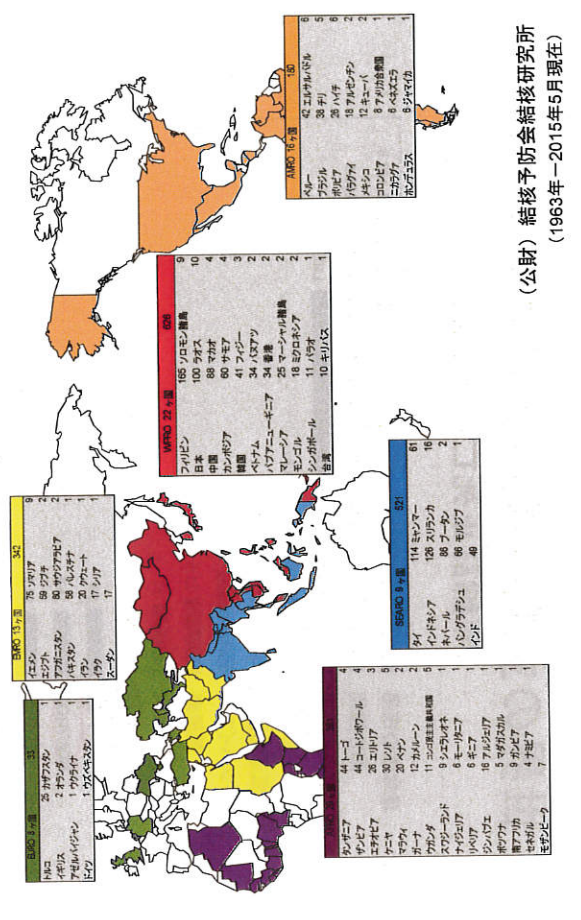 EURO 8ヶ国 33
トルコ 25 カザフスタン 1
イギリス 2 オランダ 1
アゼルバイジャン 1 ウクライナ 1
ドイツ 1 ウズベキスタン 1
EMRO 13ヶ国 342
イエメン 75 ソマリア 9
エジプト 59 ジブチ 2
アフガニスタン 80 サウジアラビア 2
パキスタン 58 パレスチナ 1
イラン 20 クウェート 1
イラク 17 シリア 1
スーダン 17
WPRO 22ヶ国 626
フィリピン 165 ソロモン諸島 9
日本 100 ラオス 10
中国 88 マカオ 4
カンボジア 60 サモア 4
韓国 41 フィジー 3
ベトナム 34 バヌアツ 2
パプアニューギニア 34 香港 2
マレーシア 25 マーシャル諸島 2
モンゴル 18 ミクロネシア 2
シンガポール 11 パラオ 1
台湾 10 キリバス 1
AMRO 16ヶ国 180
ペルー 42 エルサルバドル 6
ブラジル 38 チリ 5
ボリビア 26 ハイチ 6
パラグァイ 18 アルゼンチン 2
メキシコ 12 キューバ 2
コロンビア 8 アメリカ合衆国 1
ニカラグァ 6 ベネズエラ 1
ホンデュラス 6 ジャマイカ 1
タンザニア 44 トーゴ 4
ザンビア 44 コートジボワール 4
エチオピア 26 エリトリア 3
ケニヤ 30 レソト 5
マラウィ 20 ベナン 2
ガーナ 12 カメルーン 2
ウガンダ 11 コンゴ民主主義共和国 5
スワジーランド 9 シエラレオネ 1
ナイジェリア 6 モーリタニア 1
リベリア 6 ギニア 1
ジンバブエ 16 アルジェリア 1
ボツワナ 5 マダガスカル 1
南アフリカ 9 ガンビア 1
セネガル 4 ナミビア 1
モザンビーク 7
SEARO 9ヶ国 521
タイ 114 ミャンマー 61
インドネシア 126 スリランカ 16
ネパール 86 ブータン 2
バングラデシュ 66 モルジブ 1
インド 49
(公財) 結核予防会結核研究所
(1963年－2015年5月現在)